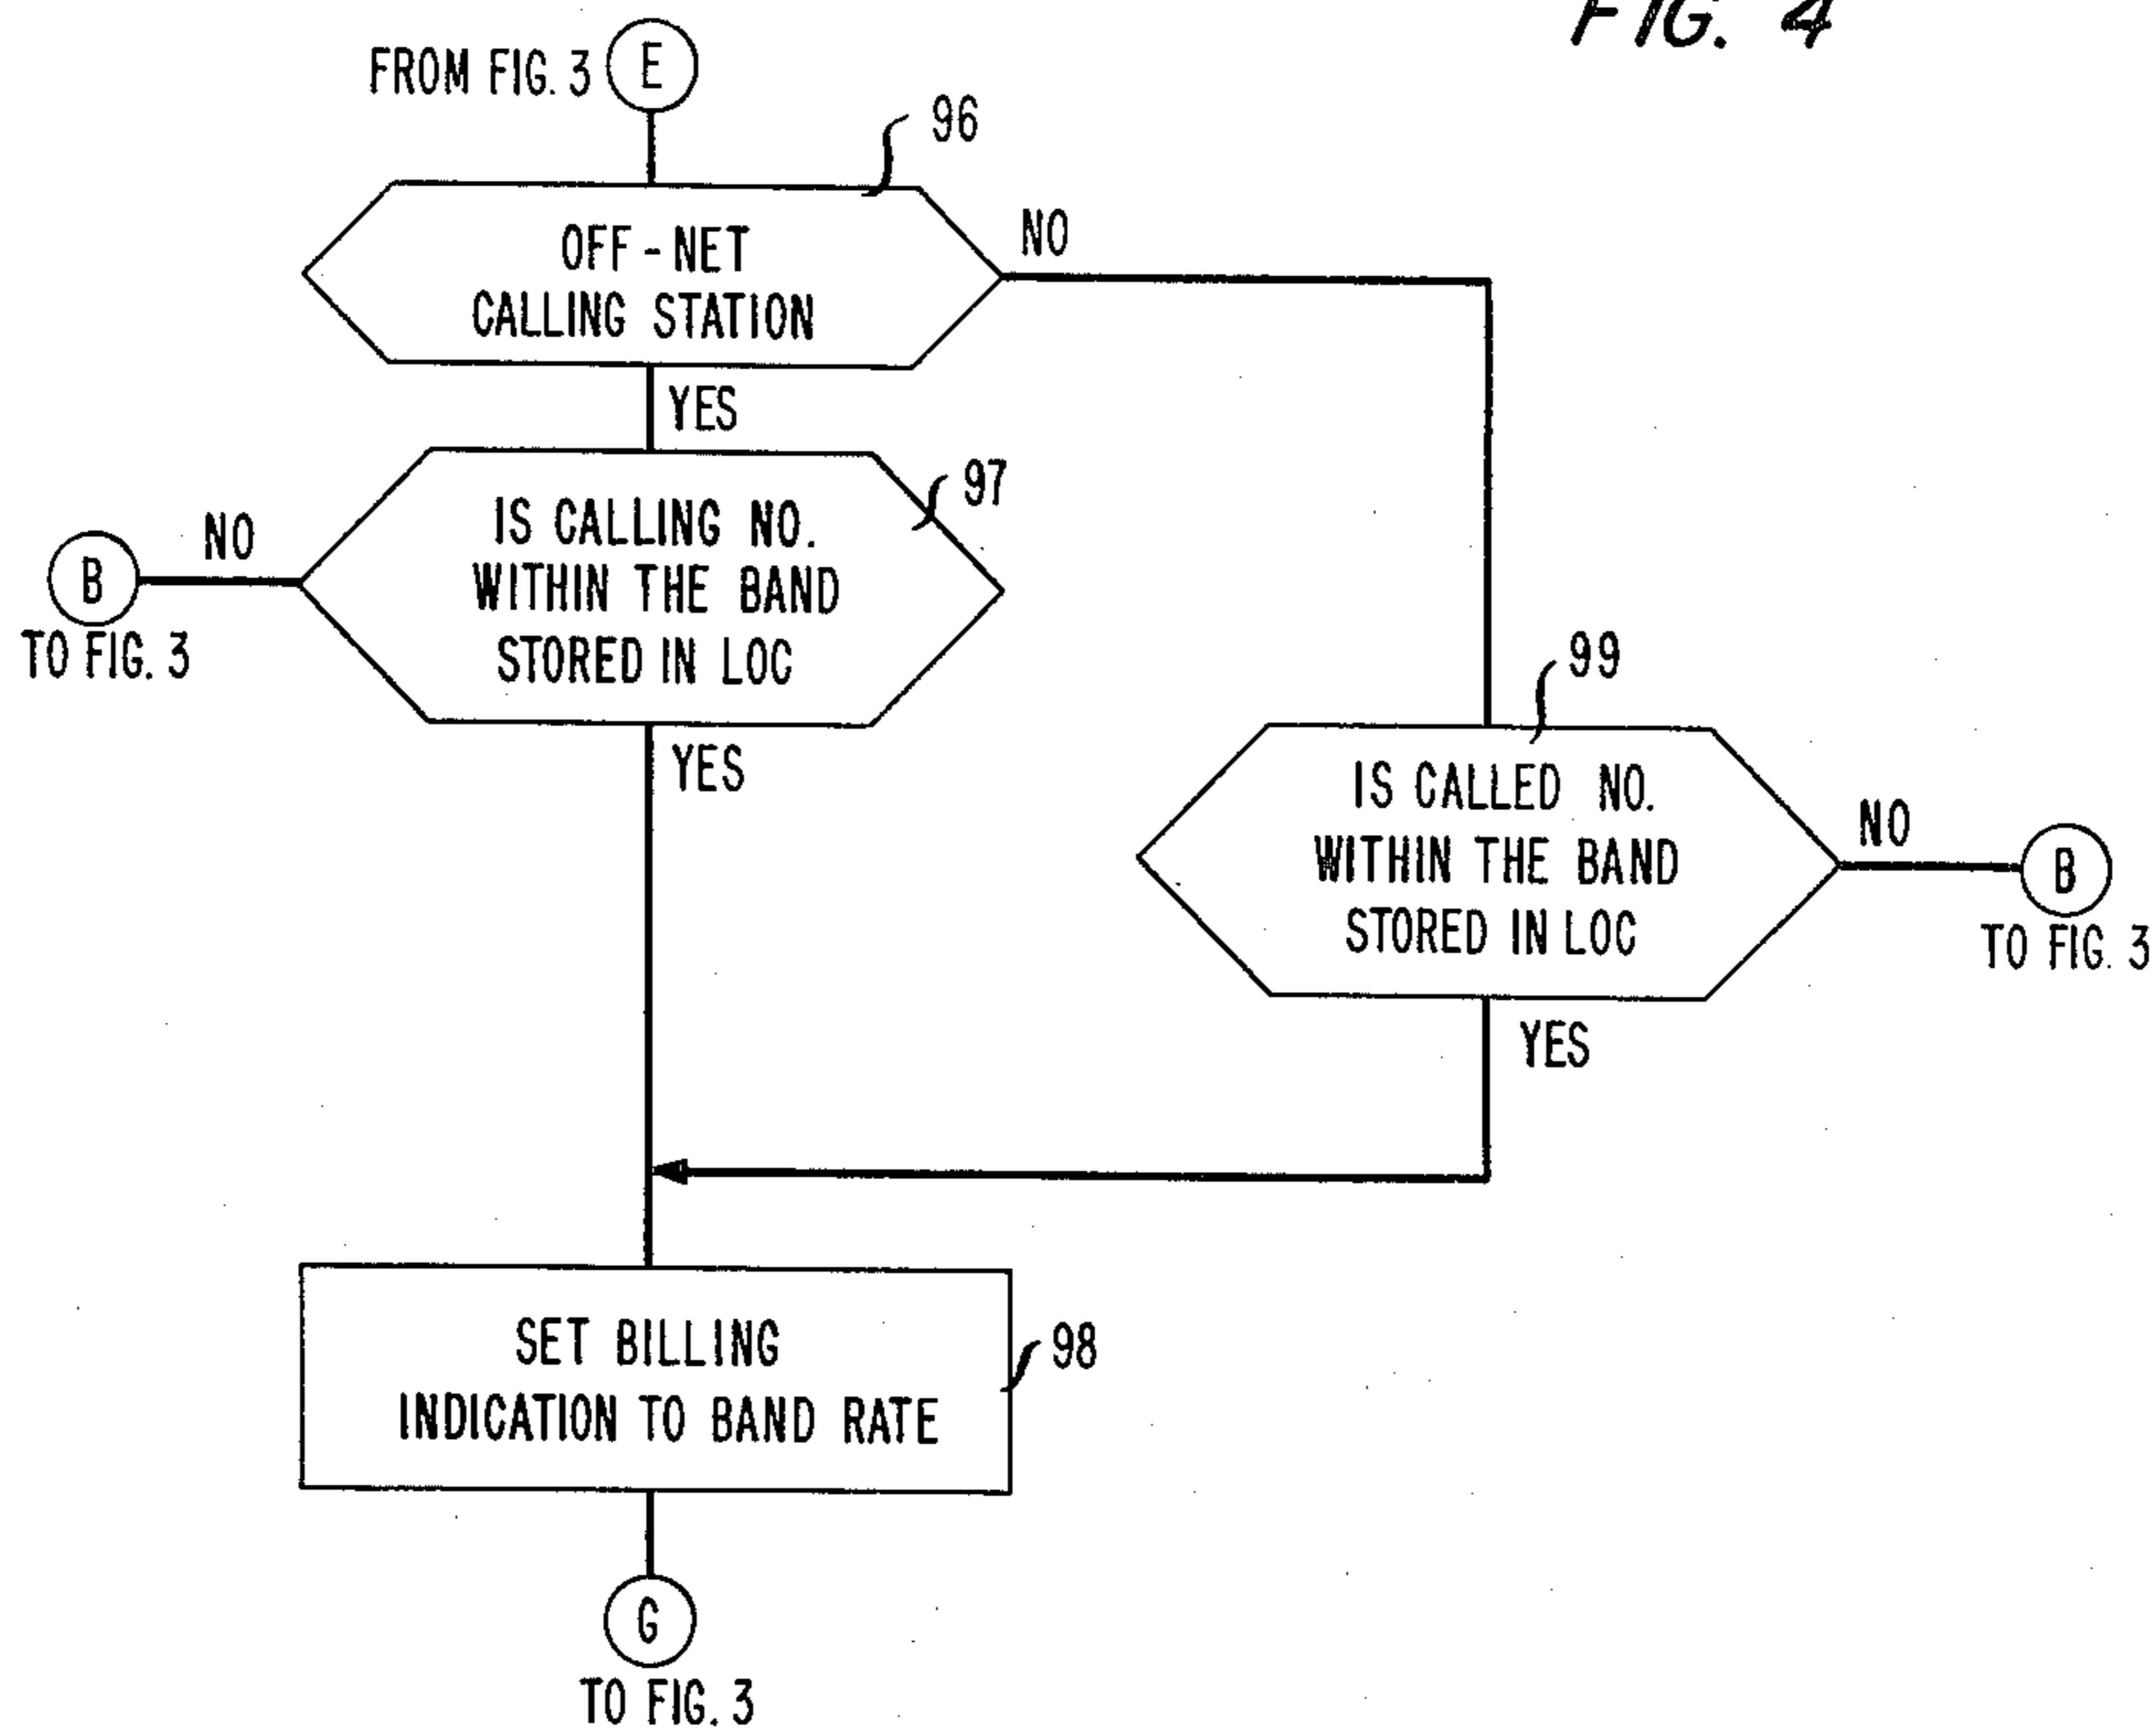 FIG. 4
FROM FIG. 3 E
96
OFF-NET
CALLING STATION
NO
YES
97
IS CALLING NO.
WITHIN THE BAND
STORED IN LOC
NO
B
TO FIG. 3
YES
99
IS CALLED NO.
WITHIN THE BAND
STORED IN LOC
NO
B
TO FIG. 3
YES
SET BILLING
INDICATION TO BAND RATE
98
G
TO FIG. 3